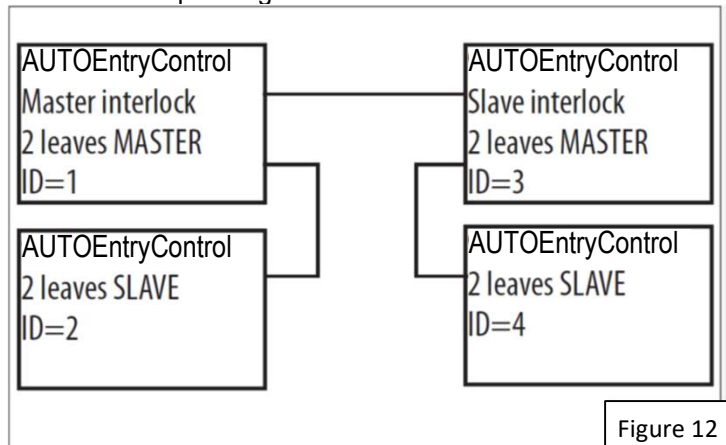 AUTOEntryControl
Master interlock
2 leaves MASTER
ID=1
AUTOEntryControl
Slave interlock
2 leaves MASTER
ID=3
AUTOEntryControl
2 leaves SLAVE
ID=2
AUTOEntryControl
2 leaves SLAVE
ID=4
Figure 12